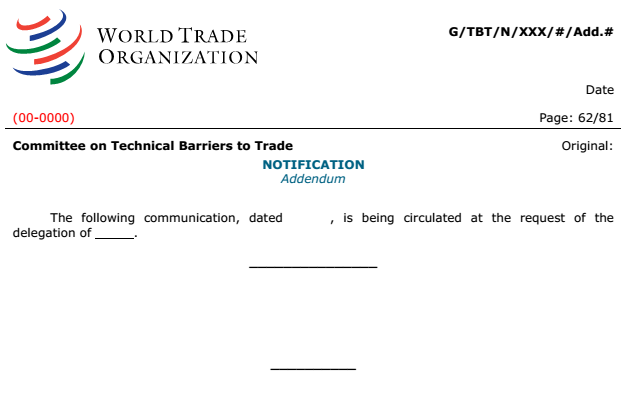 WORLD TRADE
ORGANIZATION
G/TBT/N/XXX/#/Add.#
Date
(00-0000)
Page: 62/81
Committee on Technical Barriers to Trade
Original:
NOTIFICATION
Addendum
The following communication, dated , is being circulated at the request of the
delegation of ______.